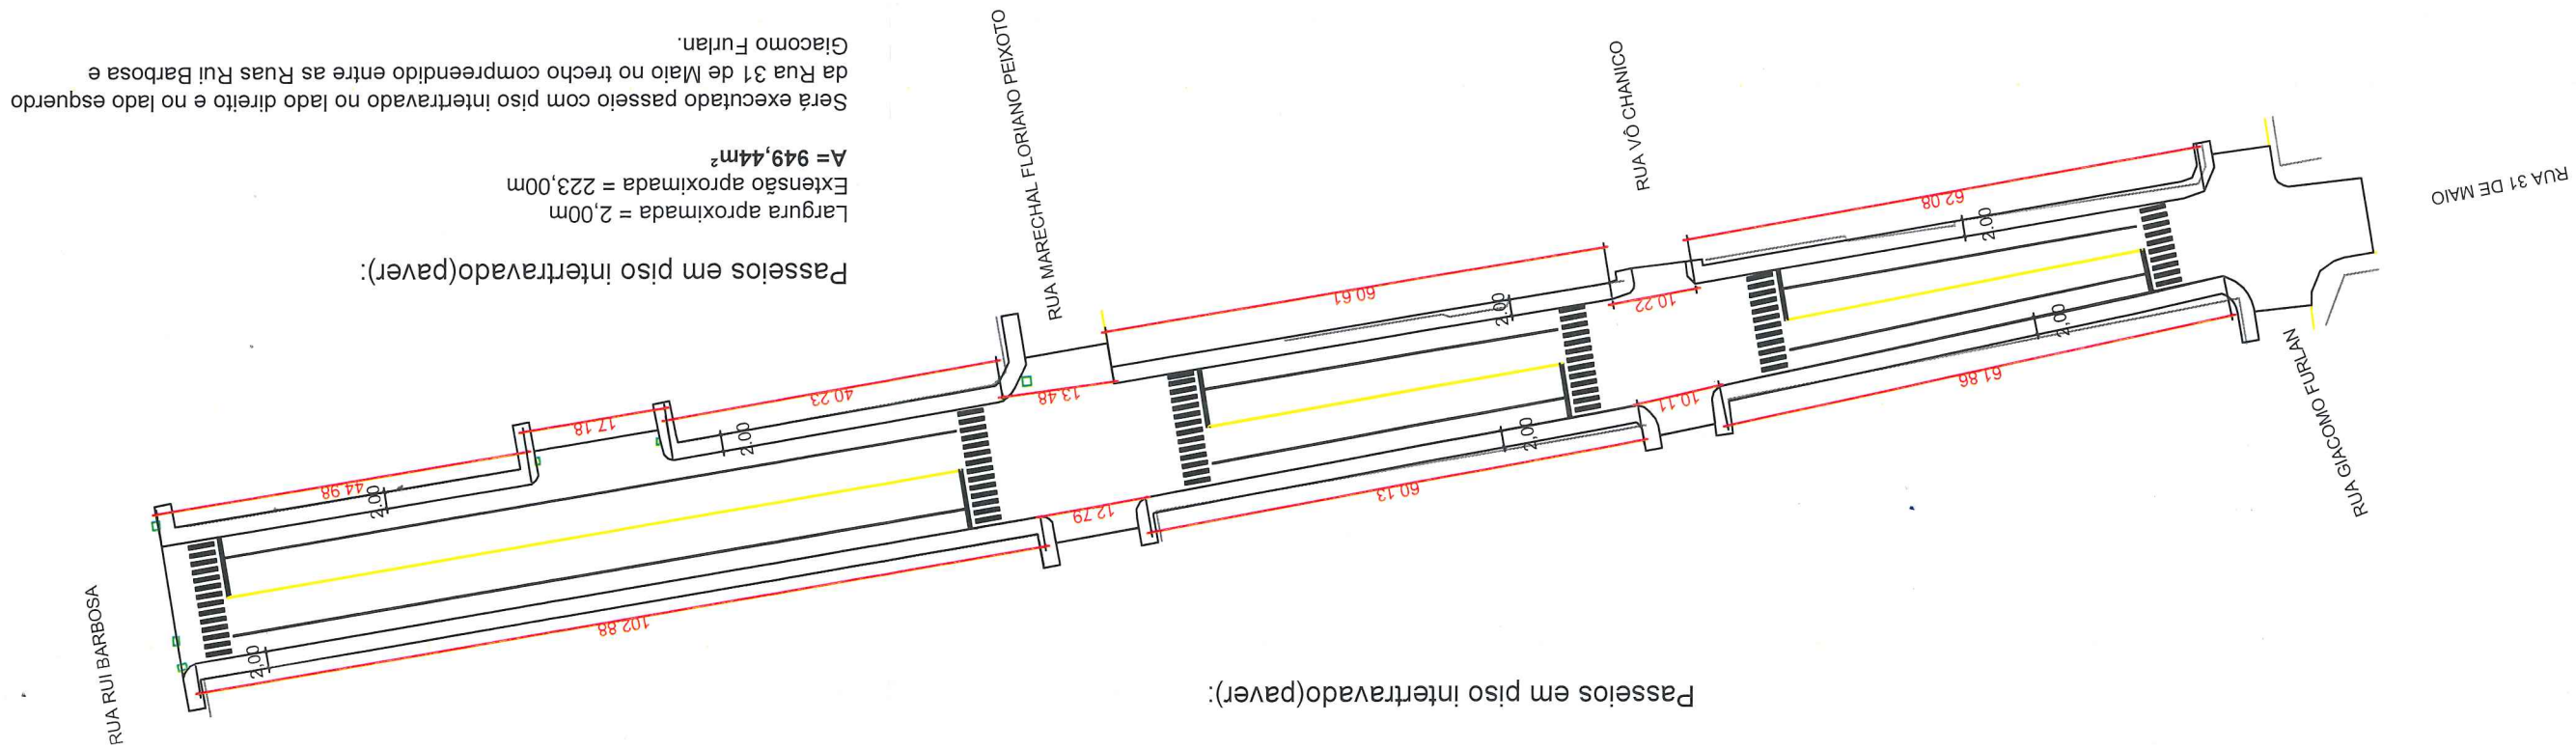 Passeios em piso intertravado(paver):
RUA RUI BARBOSA
RUA GIACOMO FURLAN
RUA 31 DE MAIO
RUA VÔ CHANICO
RUA MARECHAL FLORIANO PEIXOTO
102.88
2,00
12.79
60.13
2,00
10.11
61.86
2,00
44.98
2.00
17.18
40.23
2.00
13.48
60.61
2.00
10.22
62.08
2.00
Passeios em piso intertravado(paver):
Largura aproximada = 2,00m
Extensão aproximada = 223,00m
A= 949,44m²
Será executado passeio com piso intertravado no lado direito e no lado esquerdo
da Rua 31 de Maio no trecho compreendido entre as Ruas Rui Barbosa e
Giacomo Furlan.